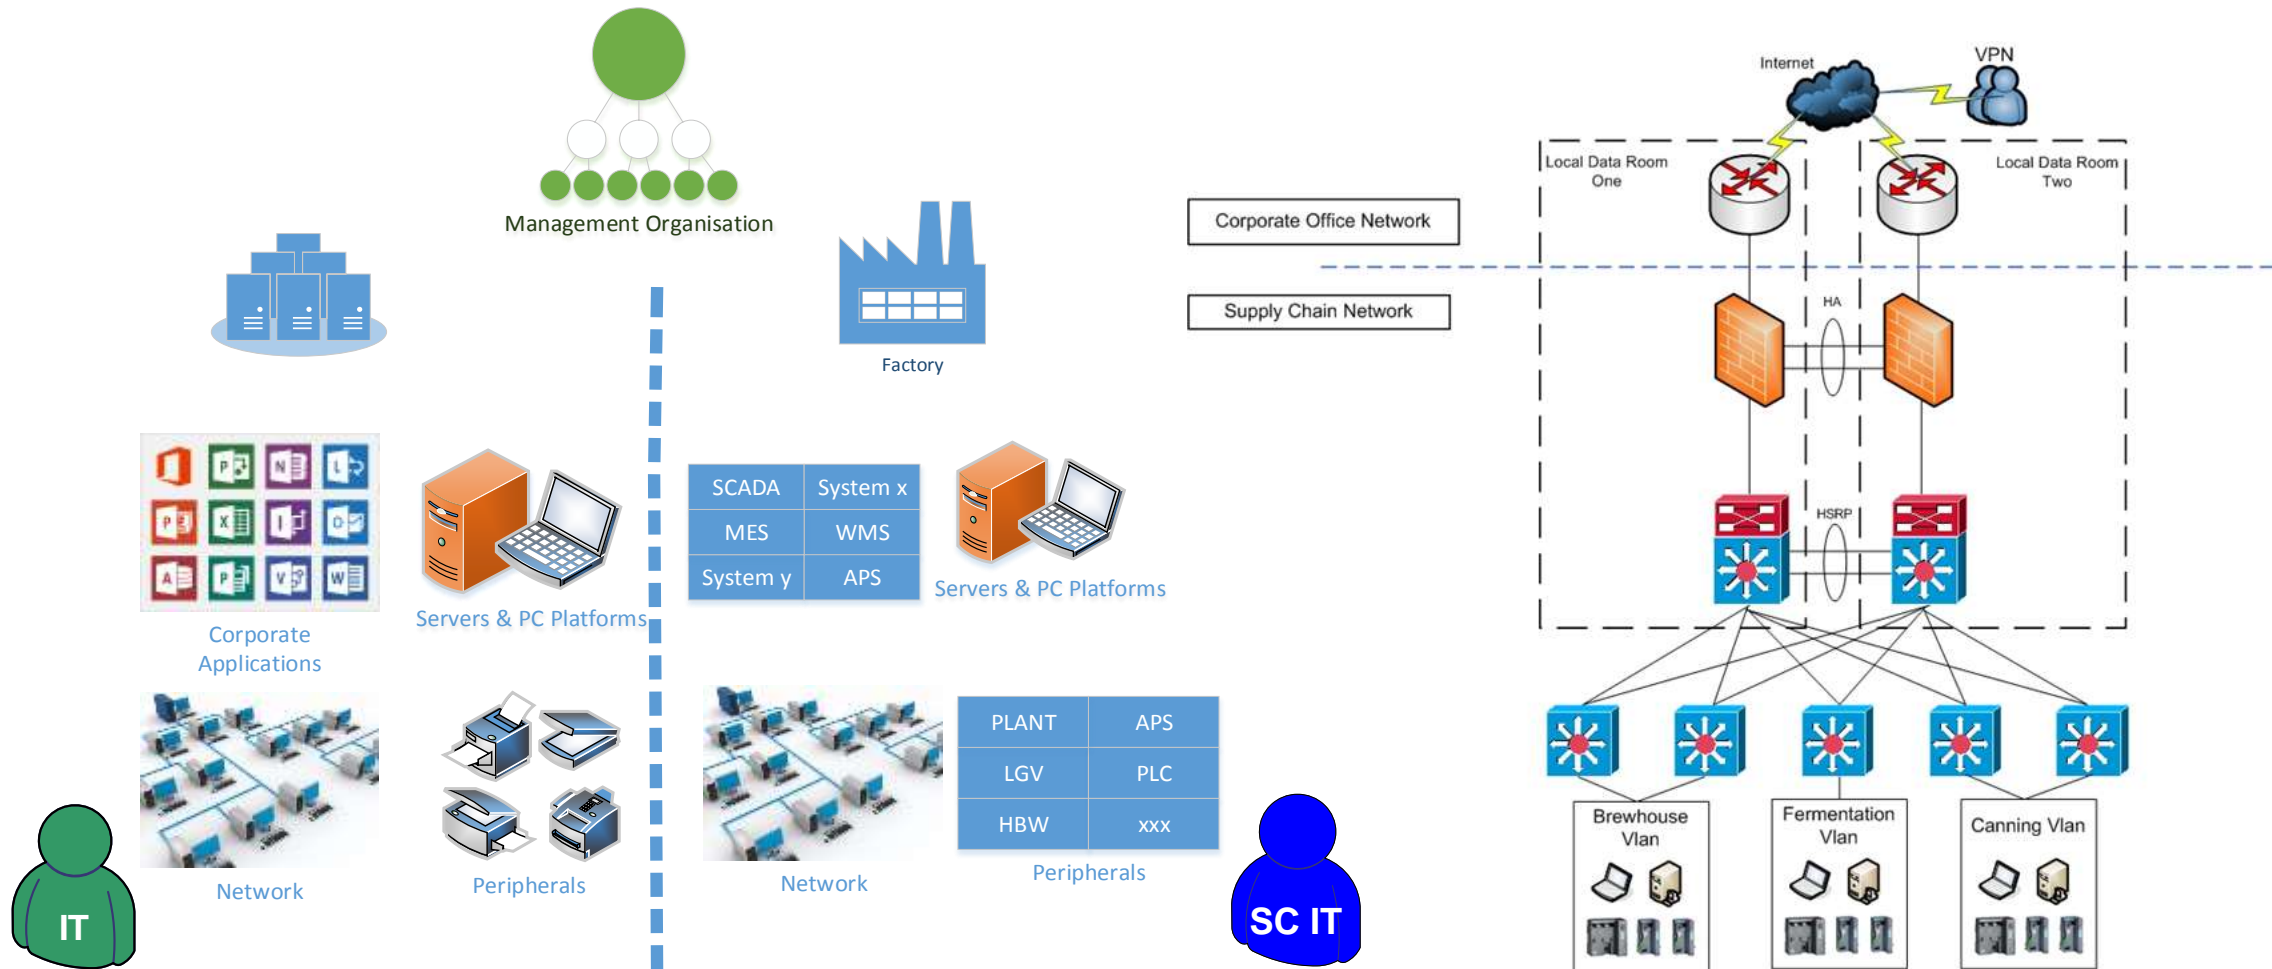 Management Organisation
Factory
Corporate
Applications
Servers & PC Platforms
SCADA
System x
MES
WMS
System y
APS
Servers & PC Platforms
Network
Peripherals
Network
PLANT
APS
LGV
PLC
HBW
xxx
Peripherals
IT
SC IT
Internet
VPN
Local Data Room
One
Local Data Room
Two
Corporate Office Network
Supply Chain Network
HA
HSRP
Brewhouse
Vlan
Fermentation
Vlan
Canning Vlan